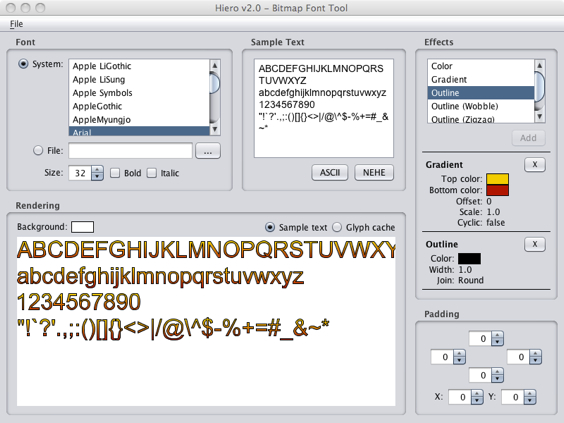 Hiero v2.0 – Bitmap Font Tool
File
Font
System:
Apple LiGothic
Apple LiSung
Apple Symbols
AppleGothic
AppleMyungjo
Arial
File:
...
Size: 32 Bold Italic
Sample Text
ABCDEFGHIJKLMNOPQRS
TUVWXYZ
abcdefghijklmnopqrstuvwxyz
1234567890
"!`?'.,;:()[]{}<>|/@\^$-%+=#_&
~*
ASCII NEHE
Effects
Color
Gradient
Outline
Outline (Wobble)
Outline (Zigzag)
Add
Gradient X
Top color:
Bottom color:
Offset: 0
Scale: 1.0
Cyclic: false
Outline X
Color:
Width: 1.0
Join: Round
Rendering
Background:
Sample text Glyph cache
ABCDEFGHIJKLMNOPQRSTUVWXY
abcdefghijklmnopqrstuvwxyz
1234567890
"!`?'.,;:()[]{}<>|/@\^$-%+=#_&~*
Padding
0
0 0
0
X: 0 Y: 0